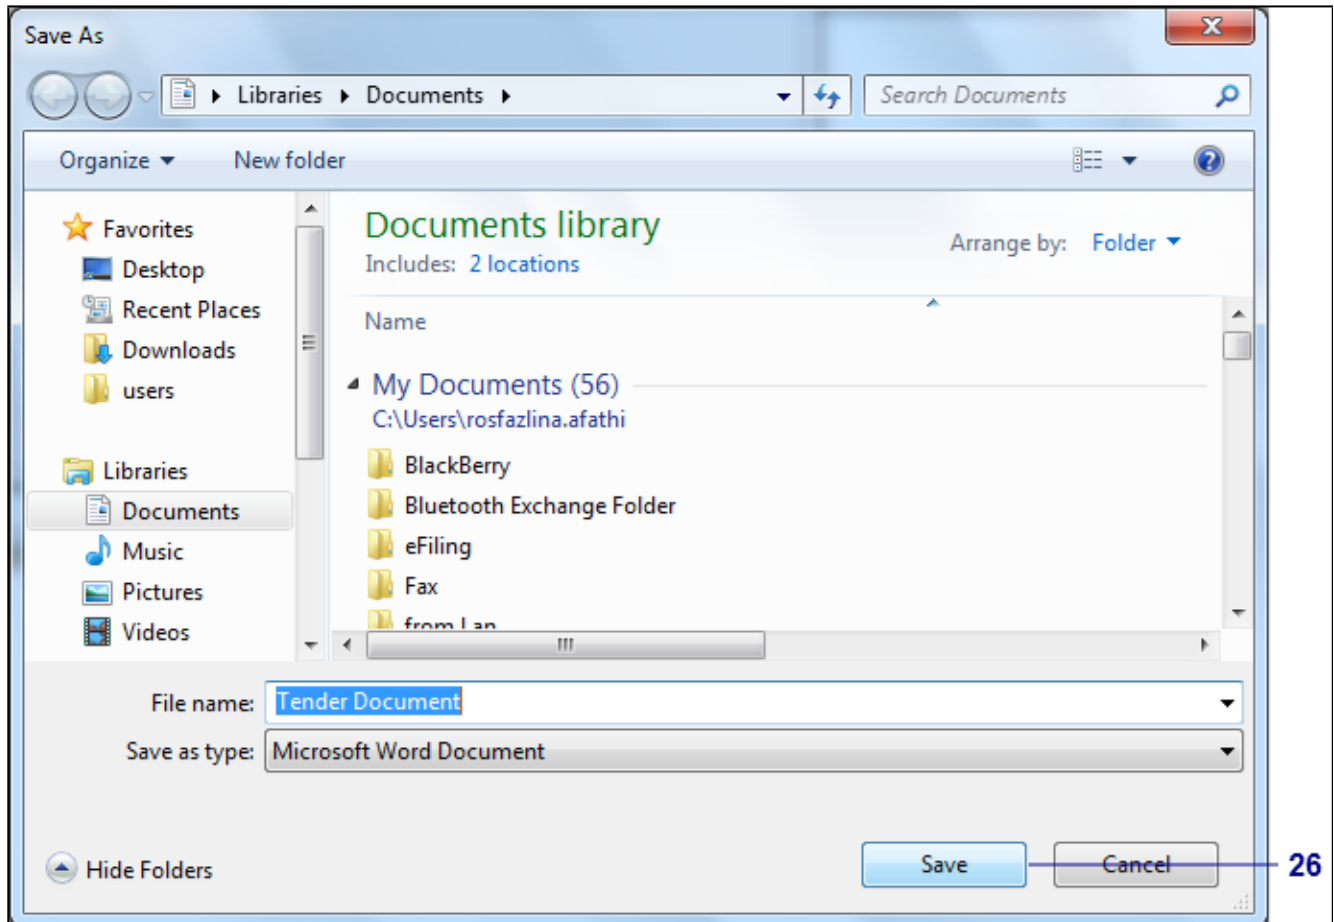 Save As
Libraries Documents
Search Documents
Organize New folder
Favorites
Desktop
Recent Places
Downloads
users
Libraries
Documents
Music
Pictures
Videos
Documents library
Includes: 2 locations
Arrange by: Folder
Name
My Documents (56)
C:\Users\rosfazlina.afathi
BlackBerry
Bluetooth Exchange Folder
eFiling
Fax
from Lan
File name: Tender Document
Save as type: Microsoft Word Document
Hide Folders
Save Cancel 26